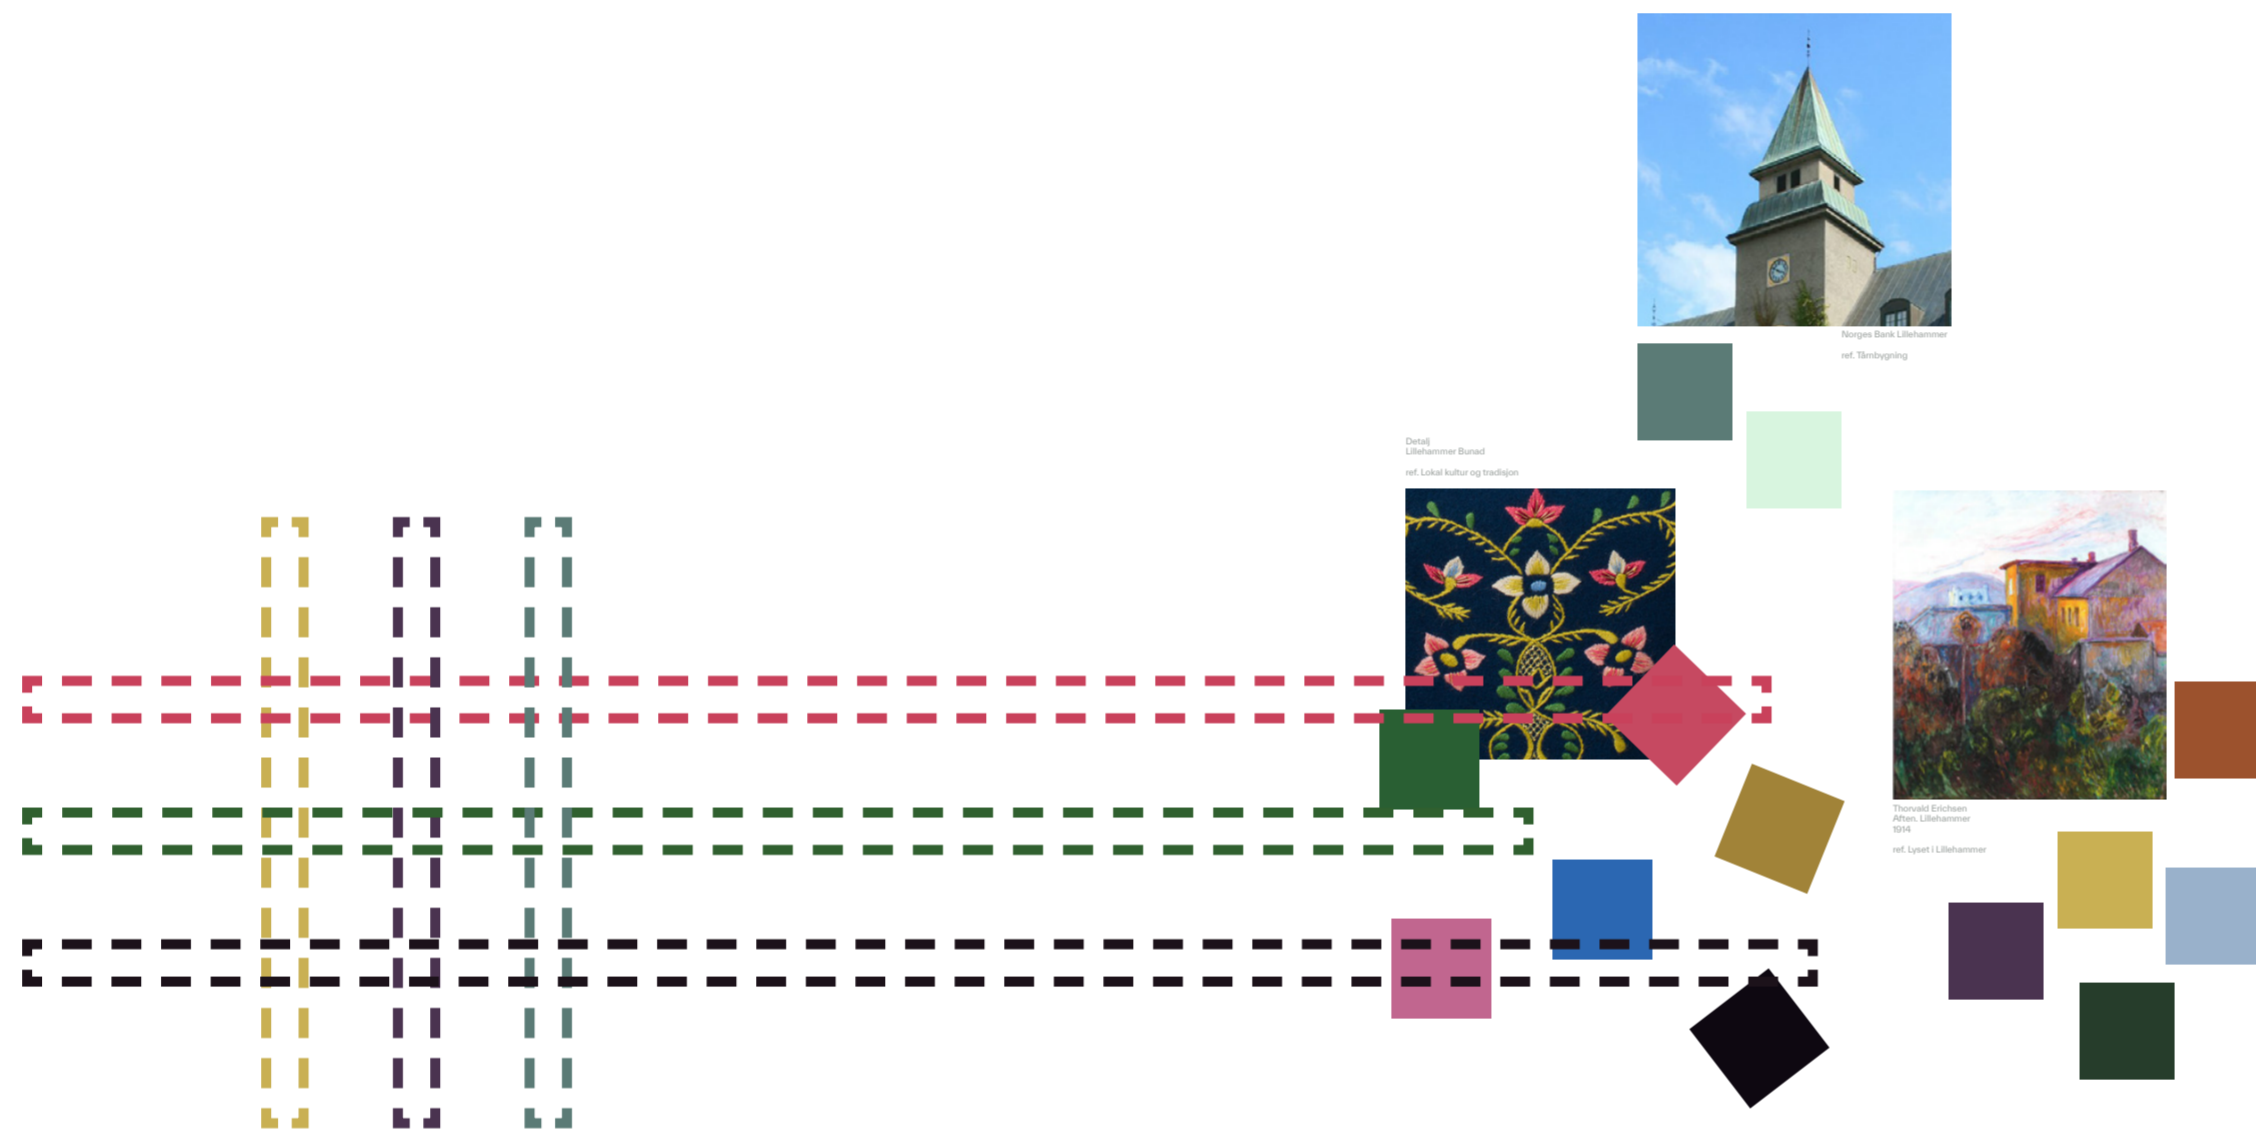 Norges Bank Lillehammer
ref. Tårnbygning
Detalj
Lillehammer Bunad
ref. Lokal kultur og tradisjon
Thorvald Erichsen
Aften. Lillehammer
1914
ref. Lyset i Lillehammer